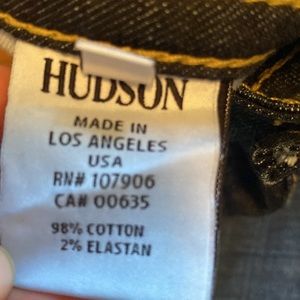 HUDSON
MADE IN
LOS ANGELES
USA
RN# 107906
CA# 00635
98% COTTON
2% ELASTAN